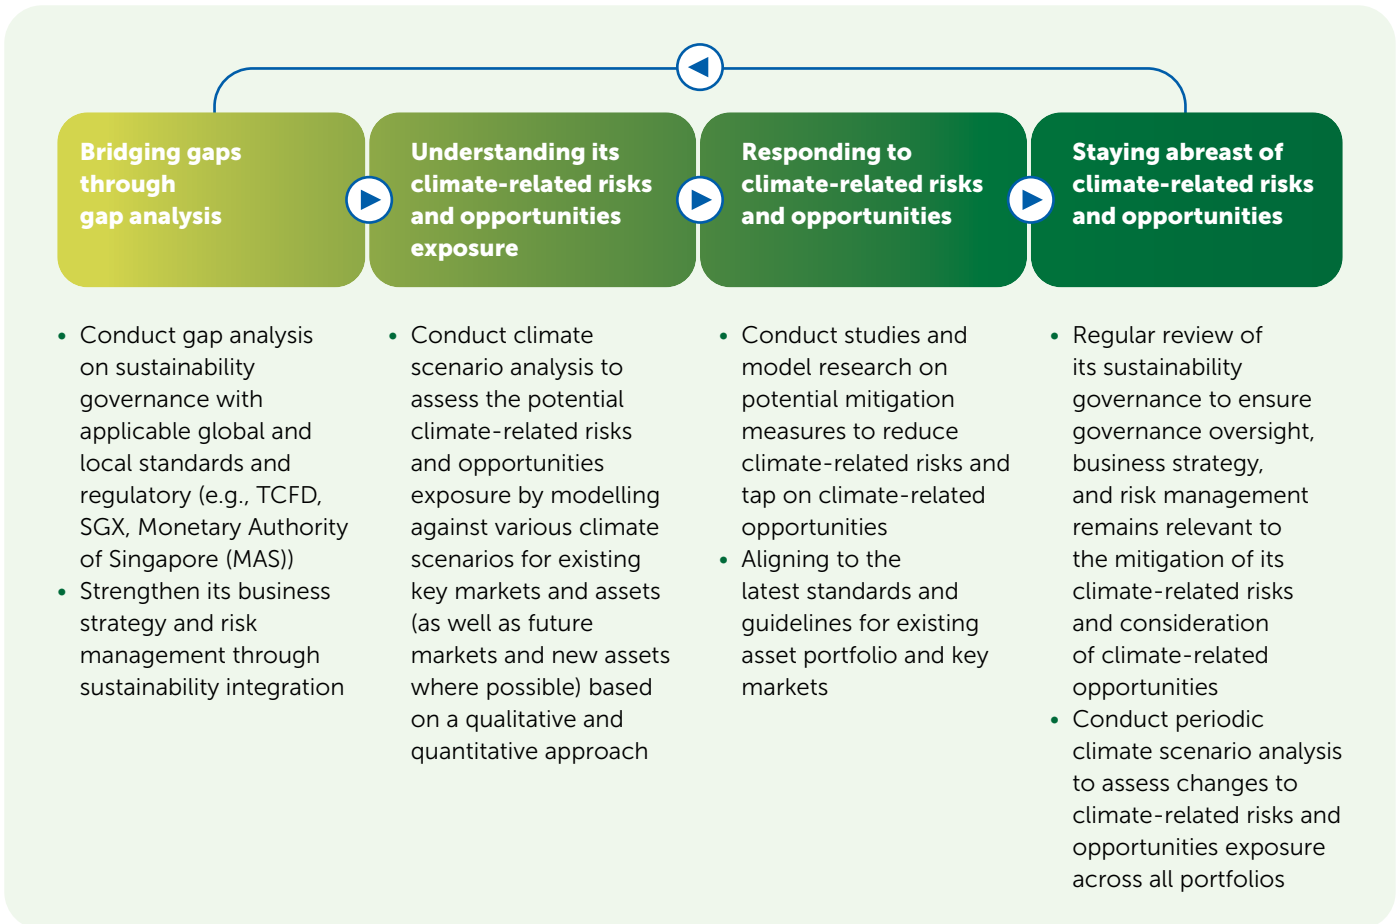 Bridging gaps
through
gap analysis
Understanding its
climate-related risks
and opportunities
exposure
Responding to
climate-related risks
and opportunities
Staying abreast of
climate-related risks
and opportunities
• Conduct gap analysis
on sustainability
governance with
applicable global and
local standards and
regulatory (e.g., TCFD,
SGX, Monetary Authority
of Singapore (MAS))
• Strengthen its business
strategy and risk
management through
sustainability integration
• Conduct climate
scenario analysis to
assess the potential
climate-related risks
and opportunities
exposure by modelling
against various climate
scenarios for existing
key markets and assets
(as well as future
markets and new assets
where possible) based
on a qualitative and
quantitative approach
• Conduct studies and
model research on
potential mitigation
measures to reduce
climate-related risks and
tap on climate-related
opportunities
• Aligning to the
latest standards and
guidelines for existing
asset portfolio and key
markets
• Regular review of
its sustainability
governance to ensure
governance oversight,
business strategy,
and risk management
remains relevant to
the mitigation of its
climate-related risks
and consideration
of climate-related
opportunities
• Conduct periodic
climate scenario analysis
to assess changes to
climate-related risks and
opportunities exposure
across all portfolios